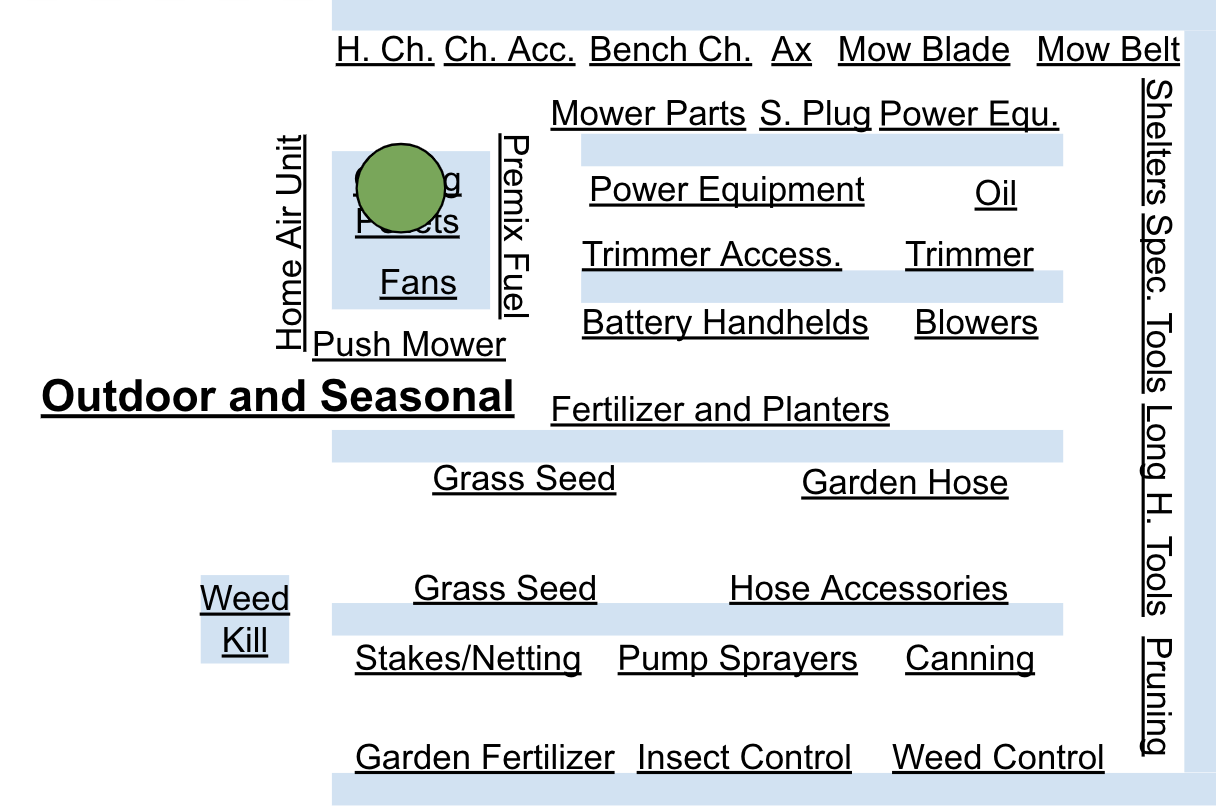 H. Ch. Ch. Acc. Bench Ch. Ax Mow Blade Mow Belt
Mower Parts S. Plug Power Equ.
Shelters
Home Air Unit
Premix Fuel
Power Equipment Oil
Spec. Tools
Trimmer Access. Trimmer
Fans
Battery Handhelds Blowers
Push Mower
Outdoor and Seasonal
Fertilizer and Planters
Long H. Tools
Grass Seed Garden Hose
Grass Seed Hose Accessories
Weed
Kill
Pruning
Stakes/Netting Pump Sprayers Canning
Garden Fertilizer Insect Control Weed Control